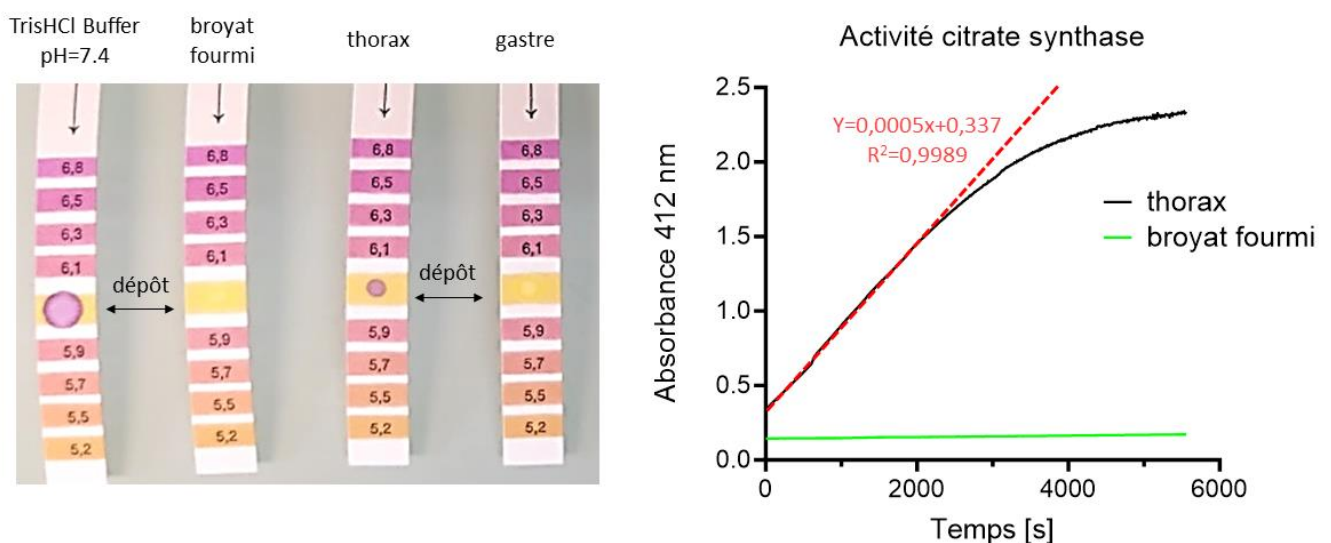 TrisHCl Buffer
pH=7.4
broyat
fourmi
thorax
gastre
6,8
6,5
6,3
6,1
5,9
5,7
5,5
5,2
dépôt
6,8
6,5
6,3
6,1
5,9
5,7
5,5
5,2
6,8
6,5
6,3
6,1
5,9
5,7
5,5
5,2
dépôt
6,8
6,5
6,3
6,1
5,9
5,7
5,5
5,2
Activité citrate synthase
Absorbance 412 nm
2.5
2.0
1.5
1.0
0.5
0.0
Y=0,0005x+0,337
R²=0,9989
thorax
broyat fourmi
0
2000
4000
6000
Temps [s]